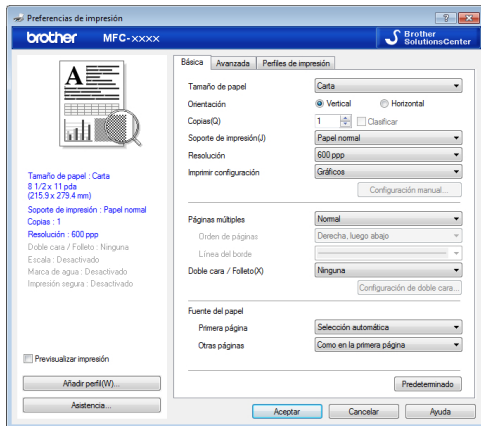 Preferencias de impresión
brother MFC-xxxx Brother SolutionsCenter
Básica Avanzada Perfiles de impresión
Tamaño de papel Carta
Orientación Vertical Horizontal
Copias(Q) 1 Clasificar
Soporte de impresión(J) Papel normal
Resolución 600 ppp
Imprimir configuración Gráficos
Configuración manual...
Páginas múltiples Normal
Orden de páginas Derecha, luego abajo
Línea del borde
Doble cara / Folleto(X) Ninguna
Configuración de doble cara...
Fuente del papel
Primera página Selección automática
Otras páginas Como en la primera página
Predeterminado
A
Tamaño de papel : Carta
8 1/2 x 11 pda
(215.9 x 279.4 mm)
Soporte de impresión : Papel normal
Copias : 1
Resolución : 600 ppp
Doble cara / Folleto : Ninguna
Escala : Desactivado
Marca de agua : Desactivado
Impresión segura : Desactivado
Previsualizar impresión
Añadir perfil(W)...
Asistencia...
Aceptar Cancelar Ayuda